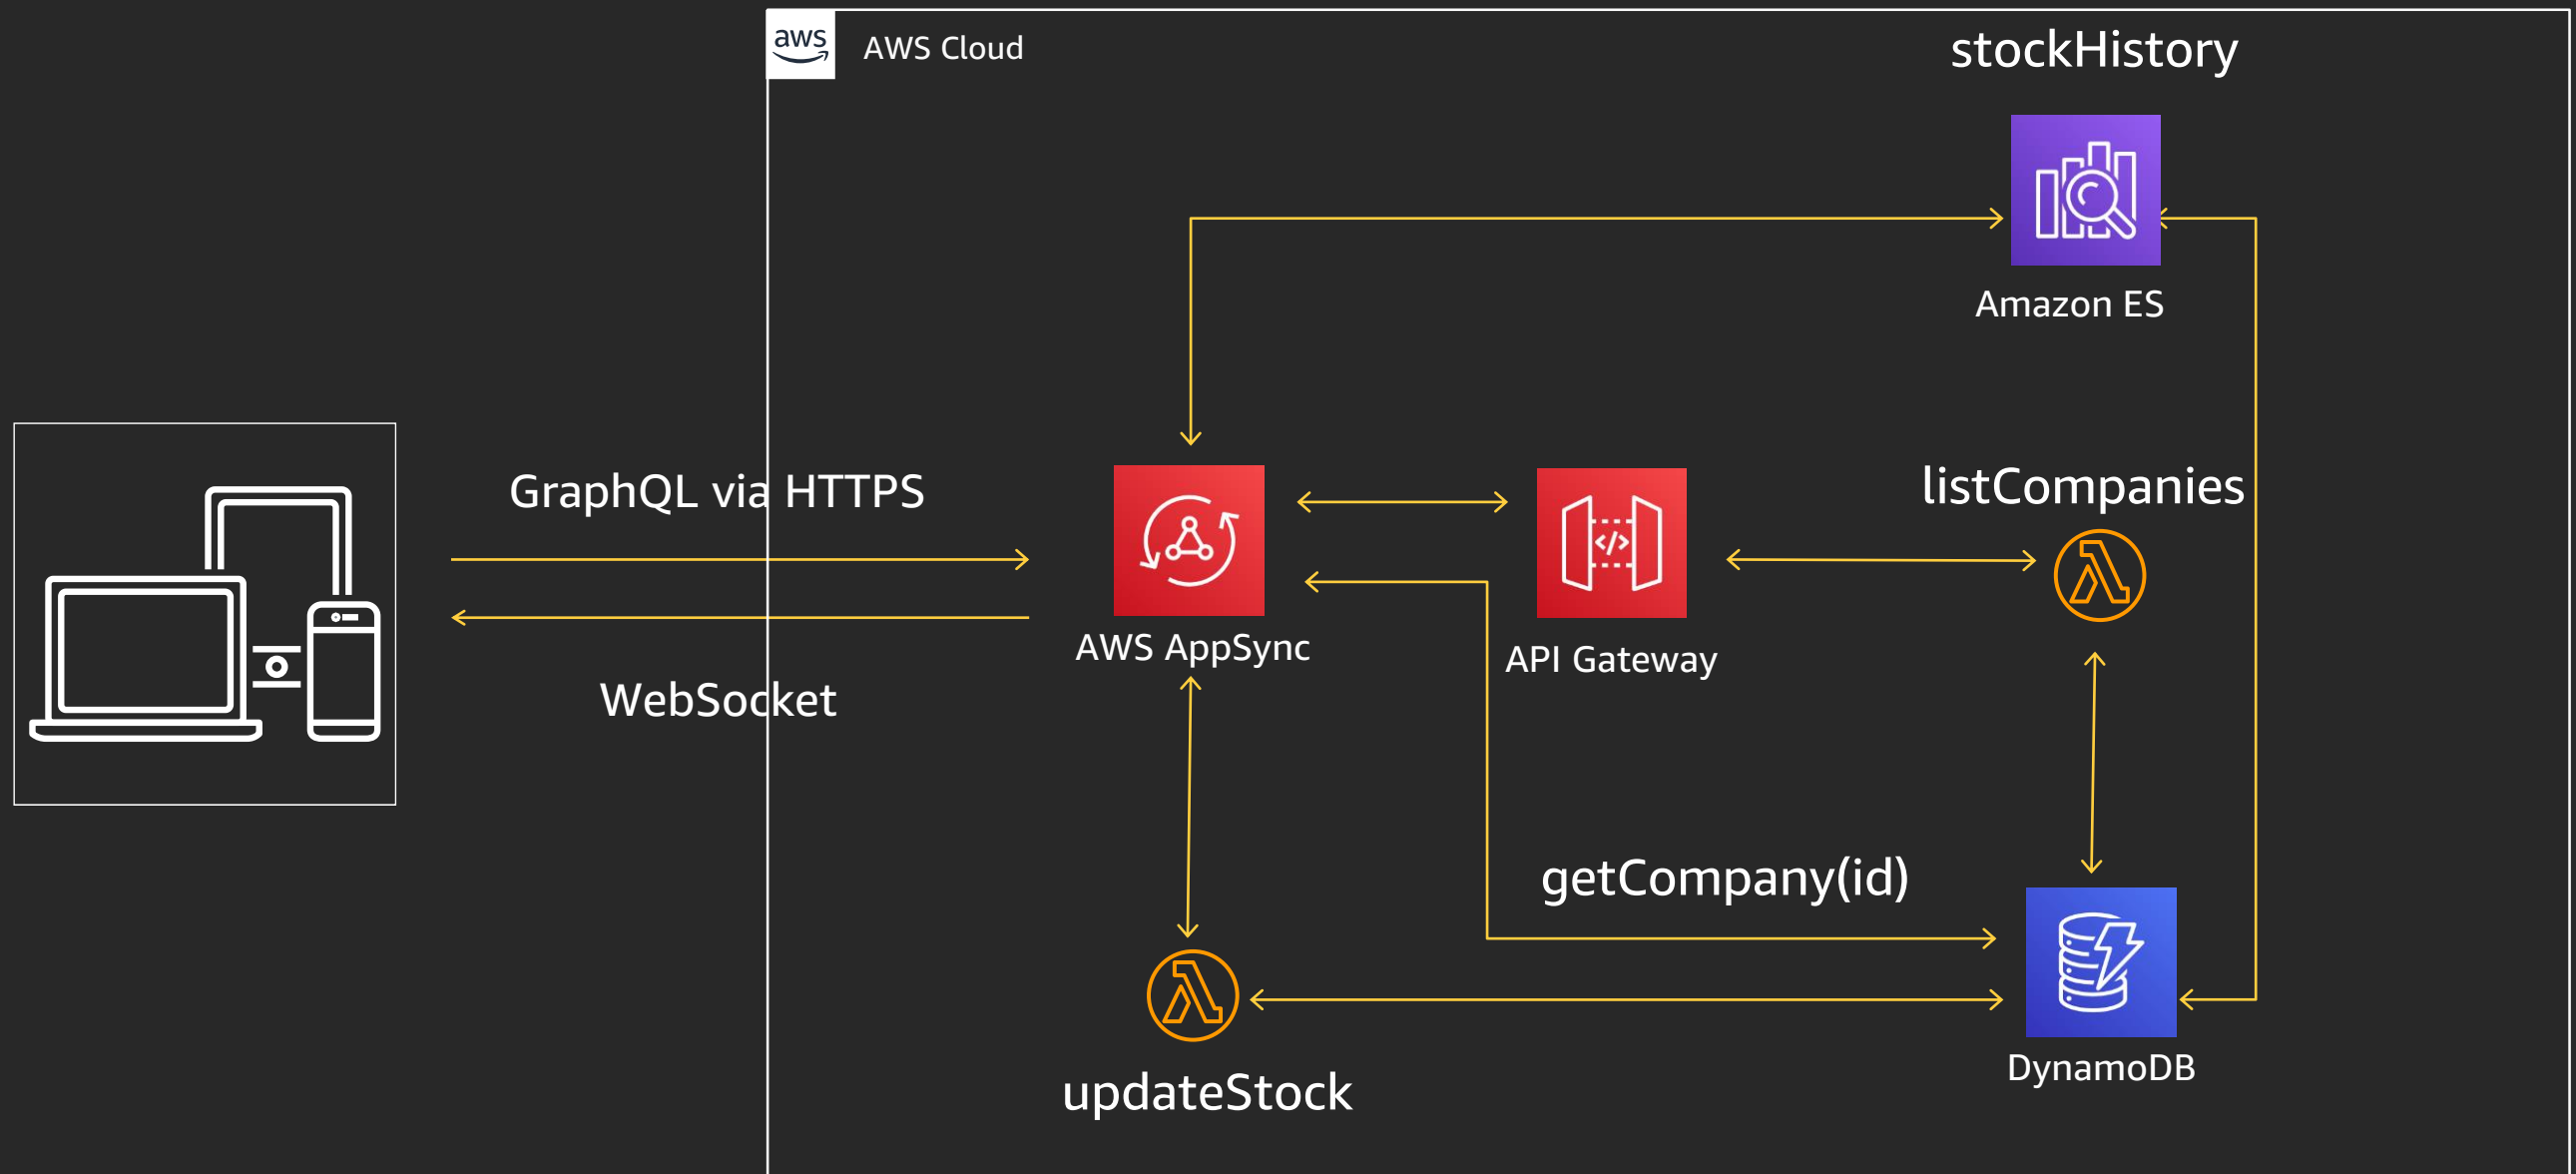 aws
AWS Cloud
stockHistory
Amazon ES
GraphQL via HTTPS
listCompanies
</>
AWS AppSync
API Gateway
WebSocket
getCompany(id)
DynamoDB
updateStock